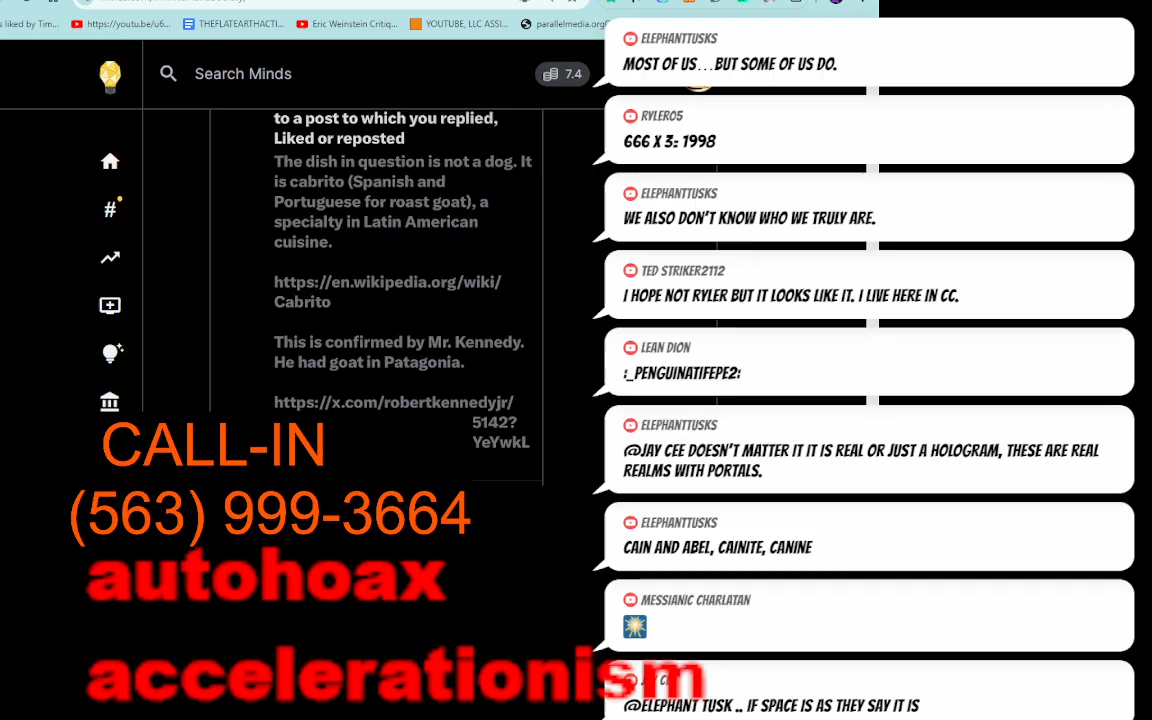 s liked by Tim...
https://youtu.be/u6...
THEFLATEARTHACTI...
Eric Weinstein Critiq...
YOUTUBE, LLC ASSI...
parallelmedia.org
Search Minds
7.4
to a post to which you replied,
Liked or reposted
The dish in question is not a dog. It
is cabrito (Spanish and
Portuguese for roast goat), a
specialty in Latin American
cuisine.
https://en.wikipedia.org/wiki/
Cabrito
This is confirmed by Mr. Kennedy.
He had goat in Patagonia.
https://x.com/robertkennedyjr/
5142?
YeYwkL
CALL-IN
(563) 999-3664
autohoax
accelerationism
ELEPHANTTUSKS
MOST OF US...BUT SOME OF US DO.
RYLER05
666 X 3= 1998
ELEPHANTTUSKS
WE ALSO DON'T KNOW WHO WE TRULY ARE.
TED STRIKER2112
I HOPE NOT RYLER BUT IT LOOKS LIKE IT. I LIVE HERE IN CC.
LEAN DION
:_PENGUINATIFEPE2:
ELEPHANTTUSKS
@JAY CEE DOESN'T MATTER IT IT IS REAL OR JUST A HOLOGRAM, THESE ARE REAL
REALMS WITH PORTALS.
ELEPHANTTUSKS
CAIN AND ABEL, CAINITE, CANINE
MESSIANIC CHARLATAN
@ELEPHANT TUSK .. IF SPACE IS AS THEY SAY IT IS